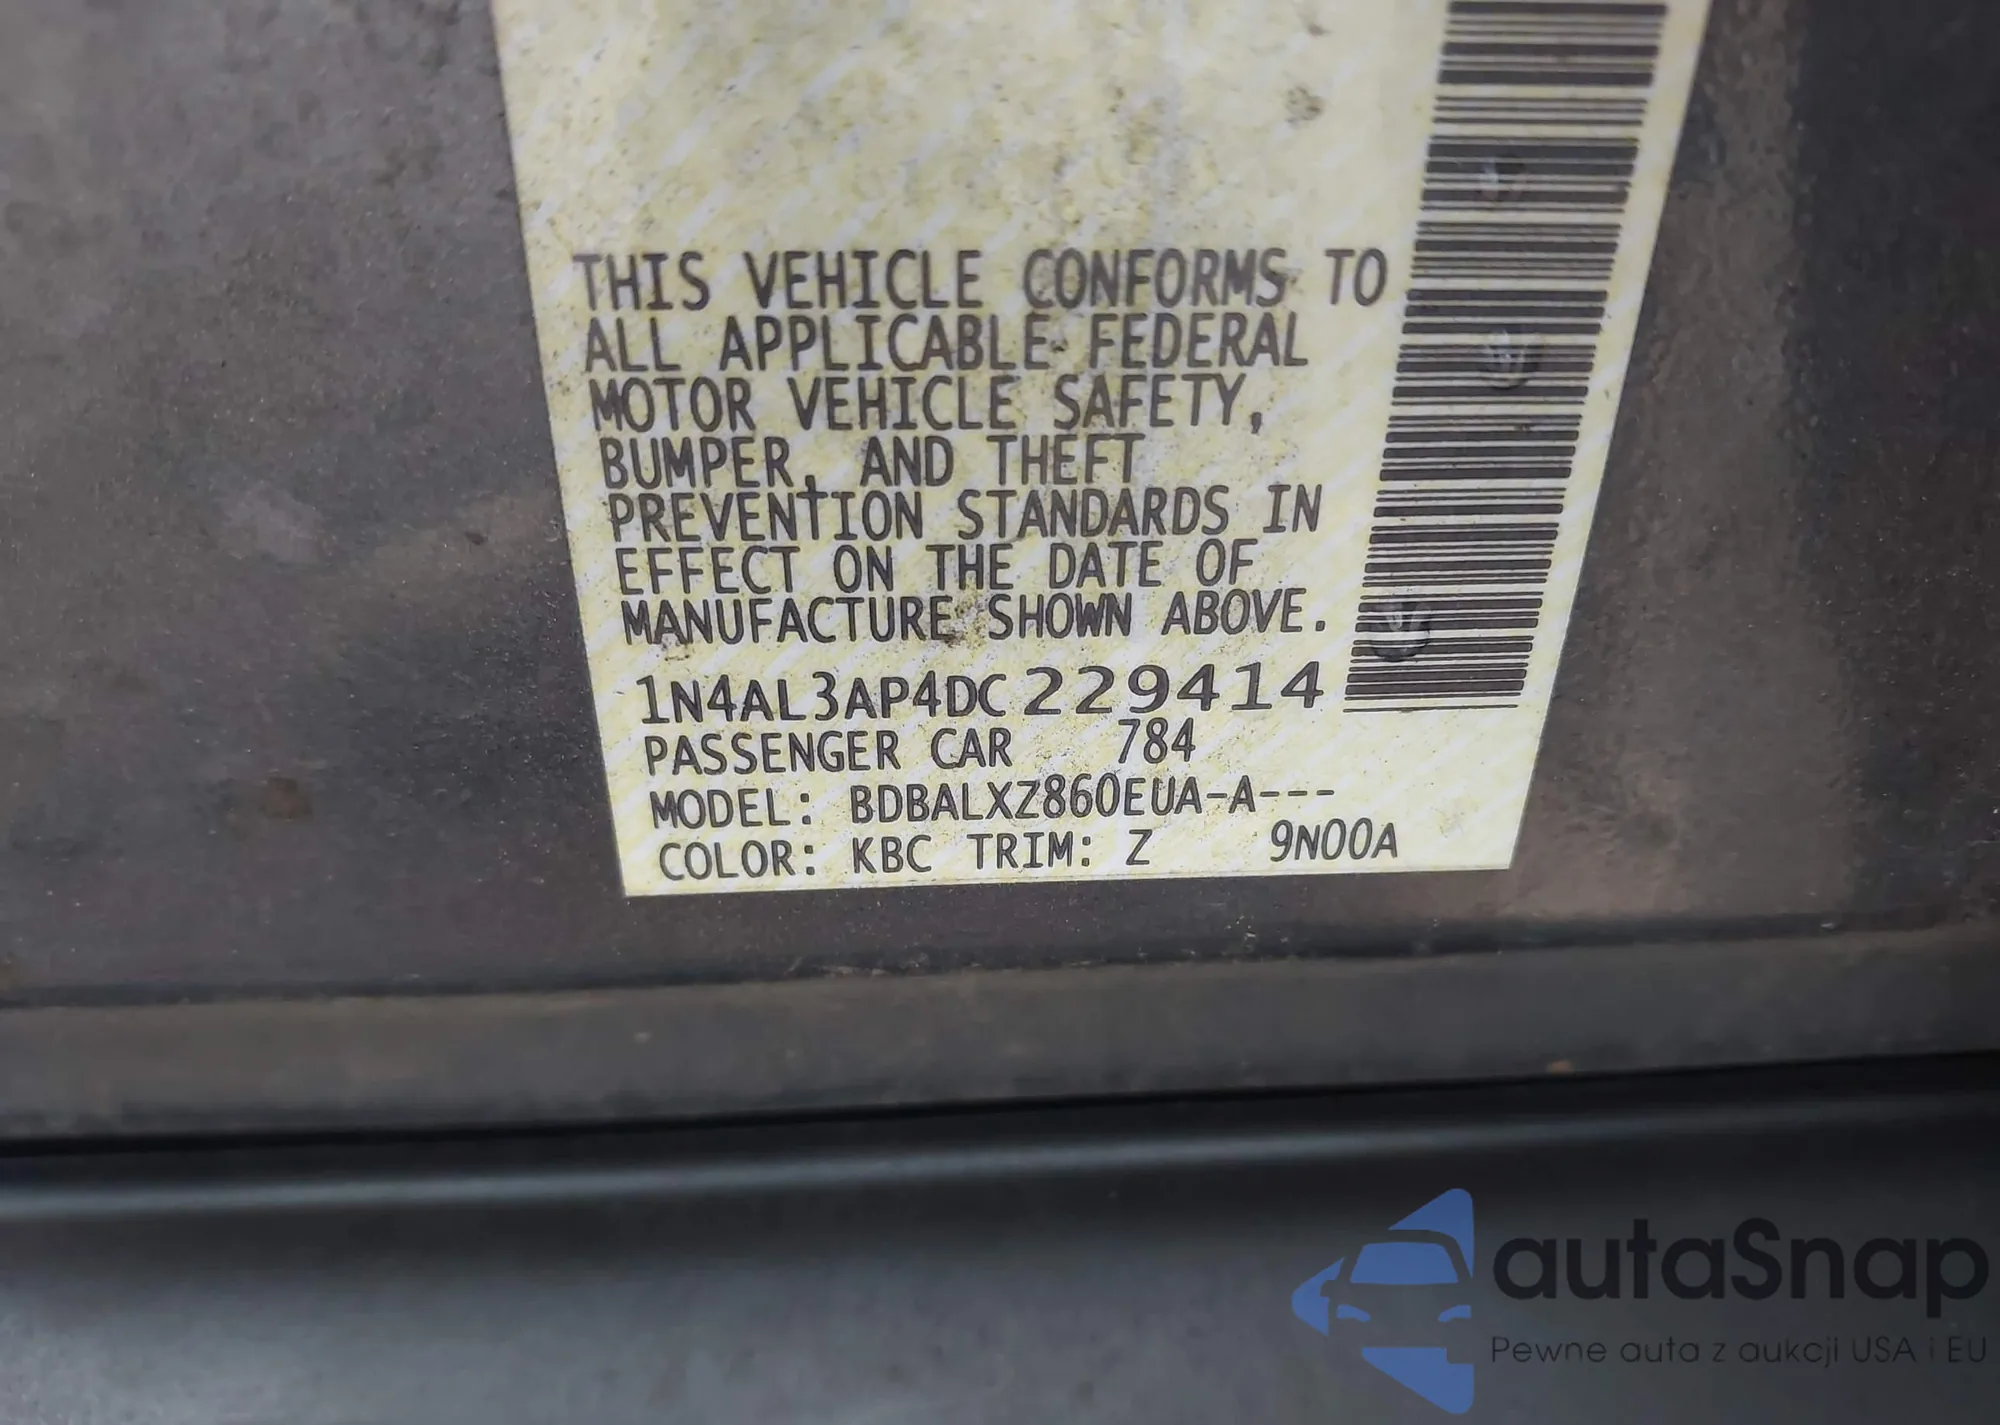 THIS VEHICLE CONFORMS TO
ALL APPLICABLE FEDERAL
MOTOR VEHICLE SAFETY,
BUMPER, AND THEFT
PREVENTION STANDARDS IN
EFFECT ON THE DATE OF
MANUFACTURE SHOWN ABOVE.
1N4AL3AP4DC229414
PASSENGER CAR 784
MODEL: BDBALXZ860EUA-A---
COLOR: KBC TRIM: Z 9N00A
autaSnap
Pewne auta z aukcji USA i EU